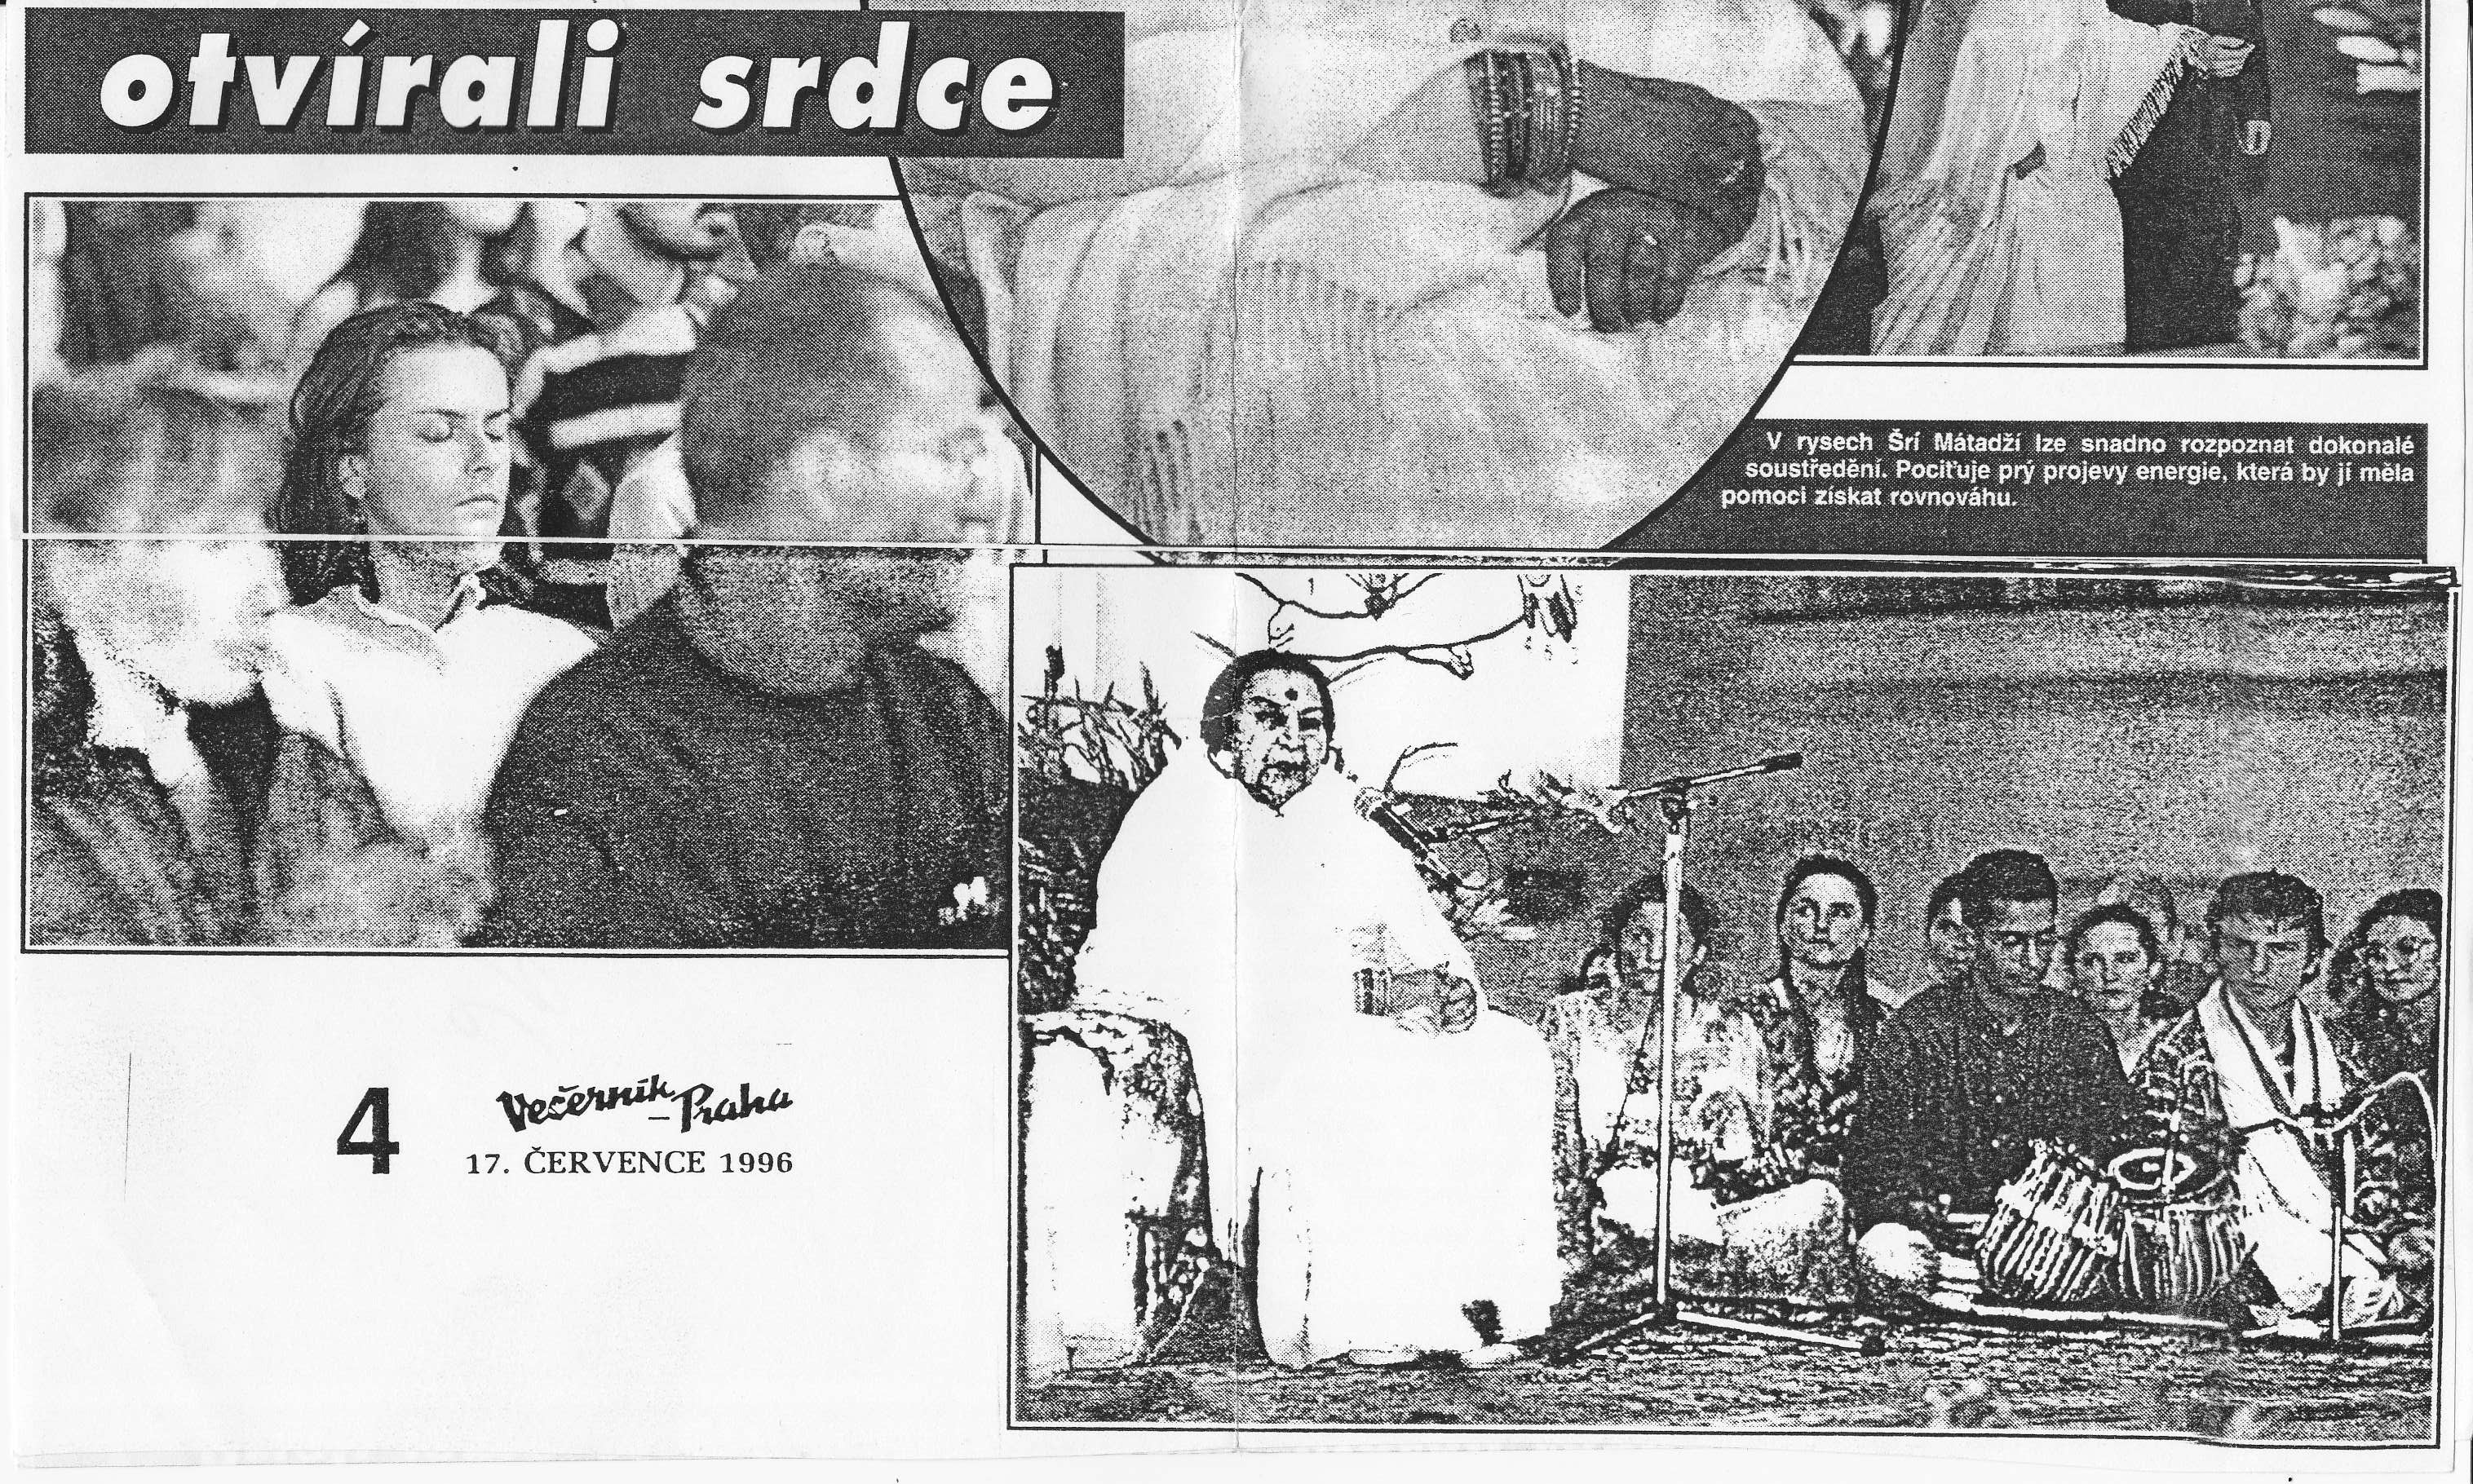 otvírali srdce
V rysech Šrí Mátadží lze snadno rozpoznat dokonalé
soustředění. Pociťuje prý projevy energie, která by jí měla
pomoci získat rovnováhu.
4
Večerník
– Praha
17. ČERVENCE 1996